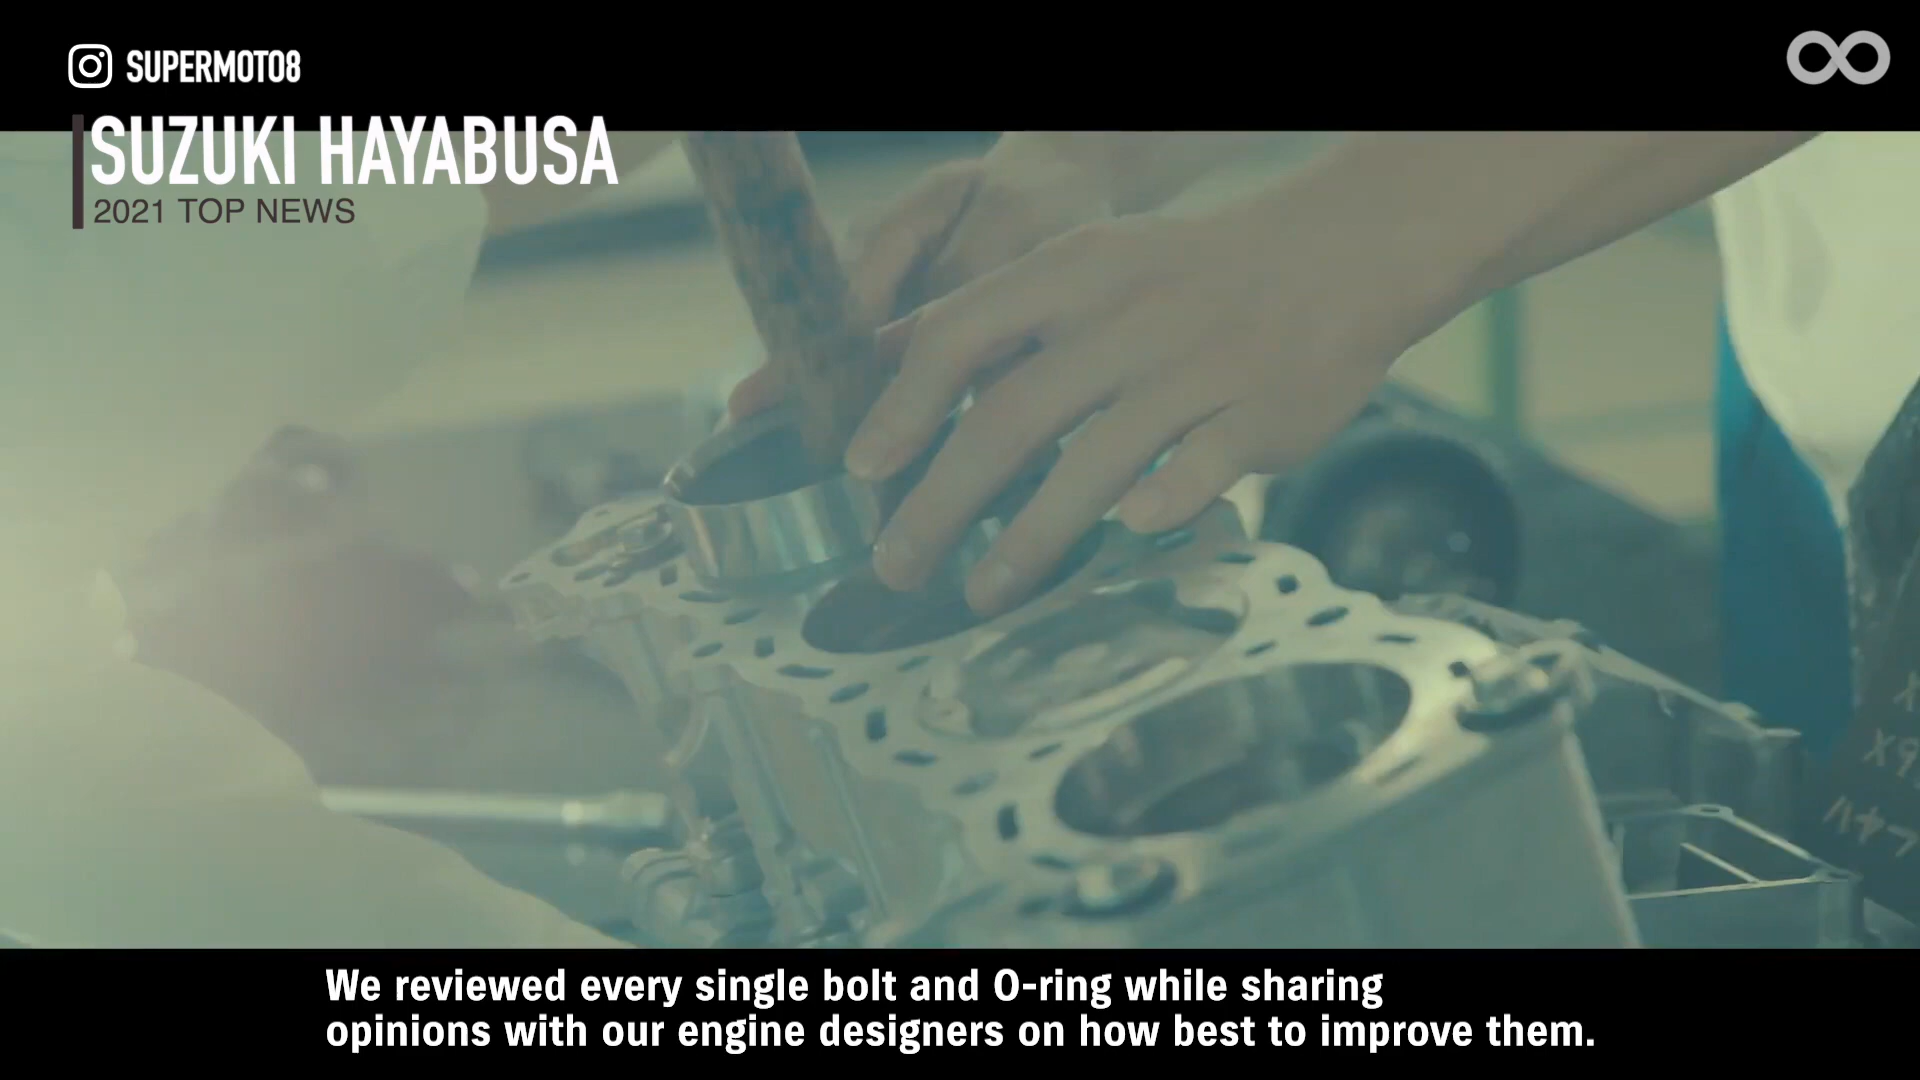 SUPERMOTO8
SUZUKI HAYABUSA
2021 TOP NEWS
We reviewed every single bolt and O-ring while sharing
opinions with our engine designers on how best to improve them.